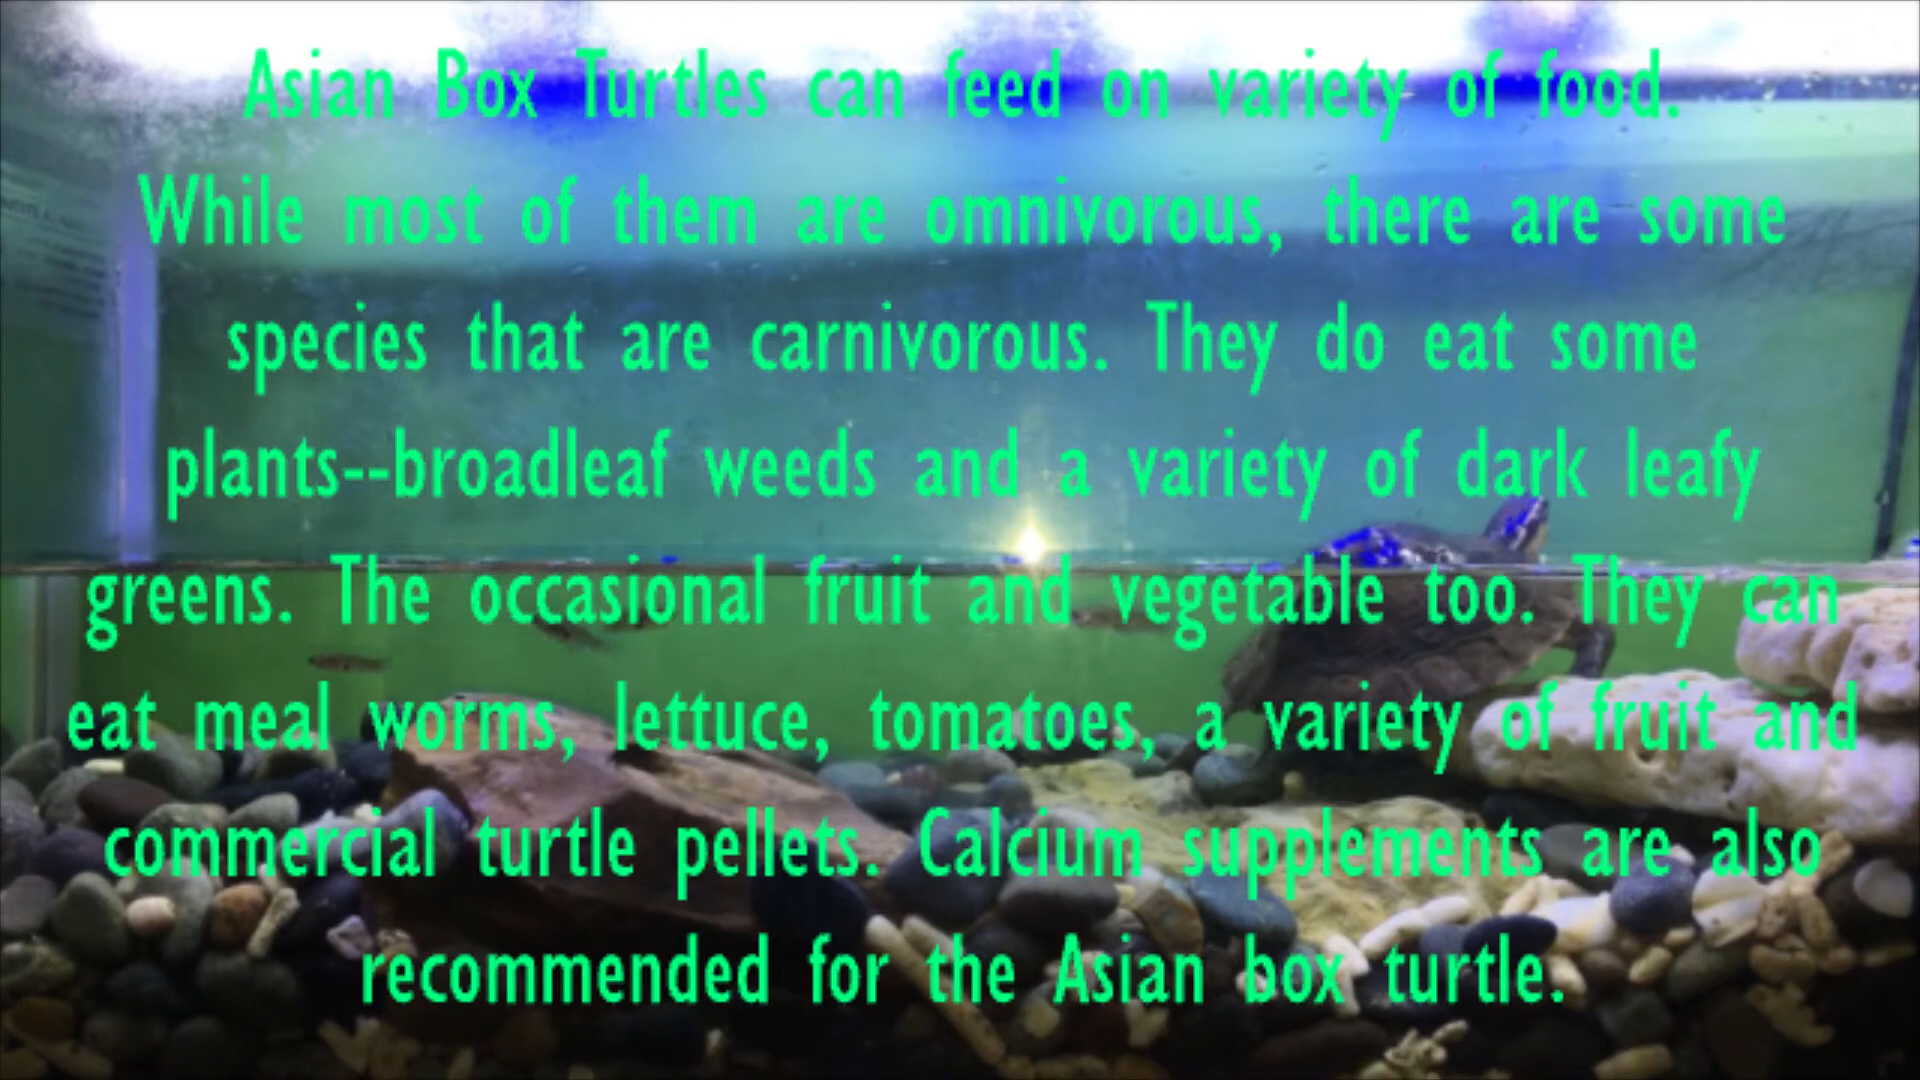 Asian Box Turtles can feed on variety of food.
While most of them are omnivorous, there are some
species that are carnivorous. They do eat some
plants--broadleaf weeds and a variety of dark leafy
greens. The occasional fruit and vegetable too. They can
eat meal worms, lettuce, tomatoes, a variety of fruit and
commercial turtle pellets. Calcium supplements are also
recommended for the Asian box turtle.